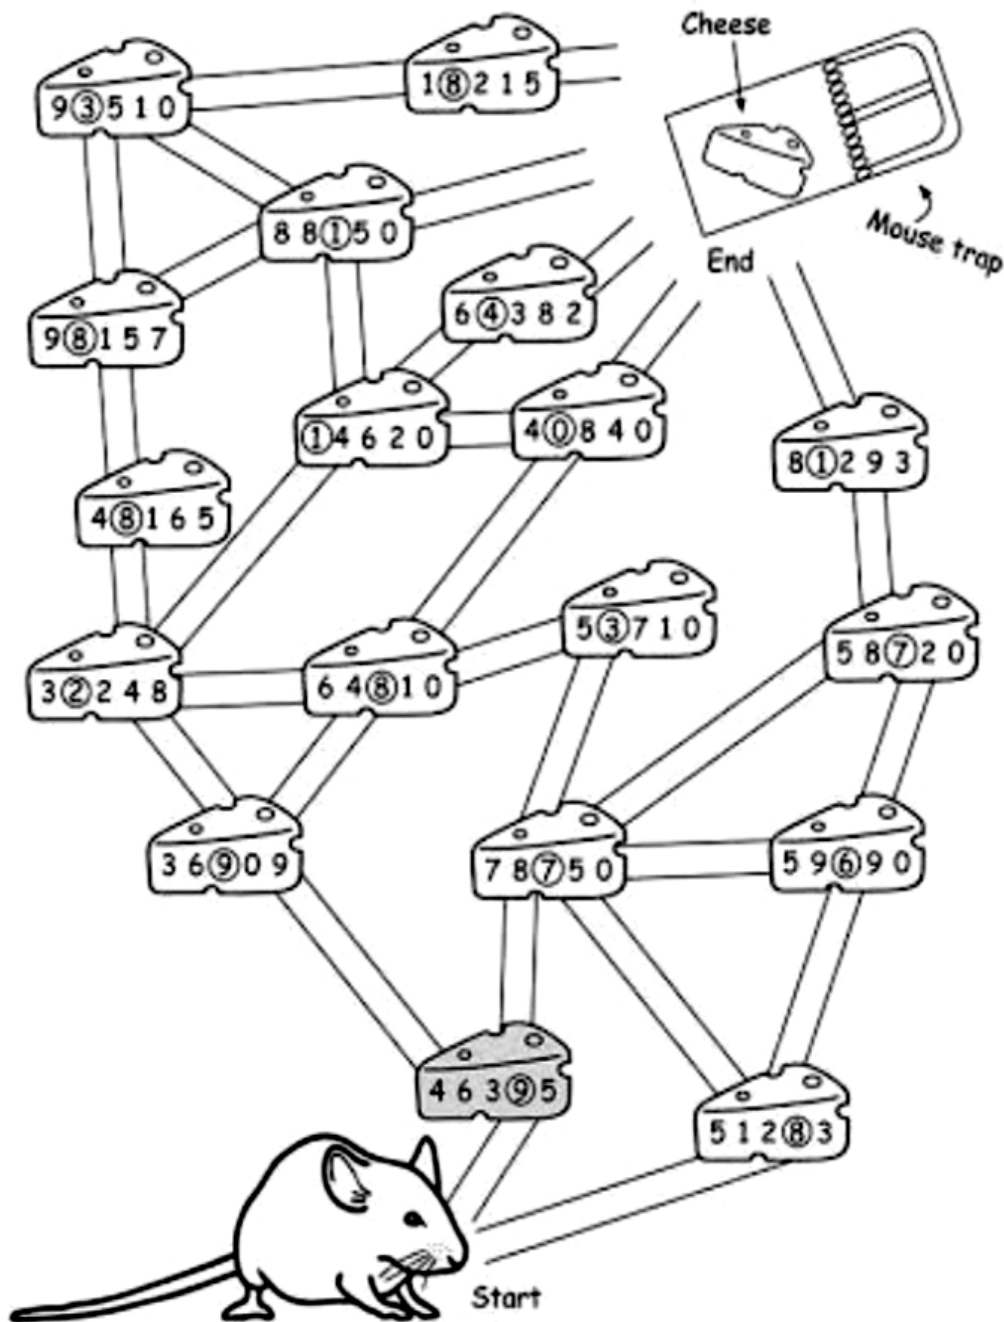 Cheese
9 3 5 1 0
1 8 2 1 5
Mouse trap
End
8 8 1 5 0
6 4 3 8 2
9 8 1 5 7
1 4 6 2 0
4 0 8 4 0
8 1 2 9 3
4 8 1 6 5
5 3 7 1 0
5 8 7 2 0
3 2 2 4 8
6 4 8 1 0
3 6 9 0 9
7 8 7 5 0
5 9 6 9 0
4 6 3 9 5
5 1 2 8 3
Start